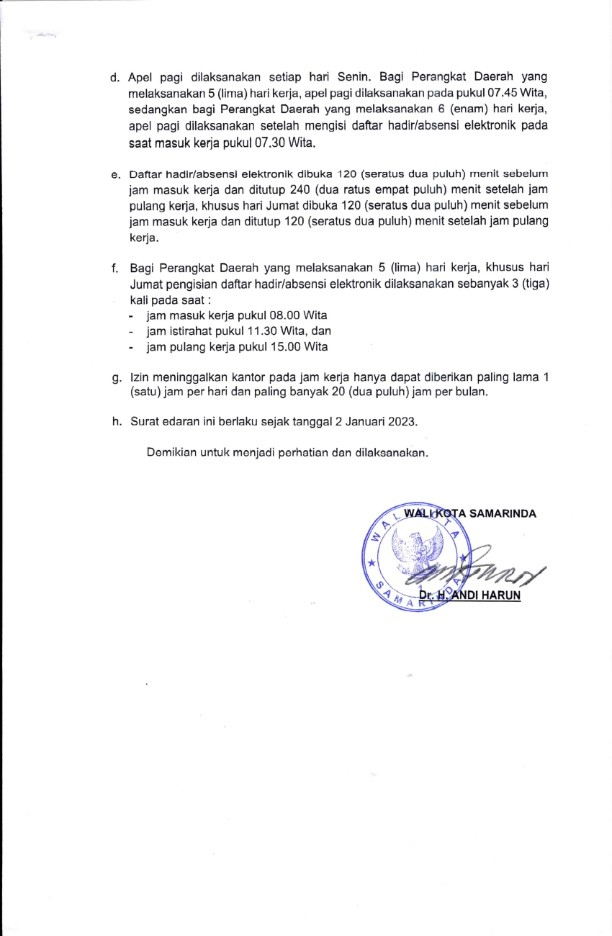 d. Apel pagi dilaksanakan setiap hari Senin. Bagi Perangkat Daerah yang
melaksanakan 5 (lima) hari kerja, apel pagi dilaksanakan pada pukul 07.45 Wita,
sedangkan bagi Perangkat Daerah yang melaksanakan 6 (enam) hari kerja,
apel pagi dilaksanakan setelah mengisi daftar hadir/absensi elektronik pada
saat masuk kerja pukul 07.30 Wita.
e. Daftar hadir/absensi elektronik dibuka 120 (seratus dua puluh) menit sebelum
jam masuk kerja dan ditutup 240 (dua ratus empat puluh) menit setelah jam
pulang kerja, khusus hari Jumat dibuka 120 (seratus dua puluh) menit sebelum
jam masuk kerja dan ditutup 120 (seratus dua puluh) menit setelah jam pulang
kerja.
f. Bagi Perangkat Daerah yang melaksanakan 5 (lima) hari kerja, khusus hari
Jumat pengisian daftar hadir/absensi elektronik dilaksanakan sebanyak 3 (tiga)
kali pada saat :
- jam masuk kerja pukul 08.00 Wita
- jam istirahat pukul 11.30 Wita, dan
- jam pulang kerja pukul 15.00 Wita
g. Izin meninggalkan kantor pada jam kerja hanya dapat diberikan paling lama 1
(satu) jam per hari dan paling banyak 20 (dua puluh) jam per bulan.
h. Surat edaran ini berlaku sejak tanggal 2 Januari 2023.
Demikian untuk menjadi perhatian dan dilaksanakan.
WALI KOTA SAMARINDA
WALI KOTA
SAMARINDA
Dr. H. ANDI HARUN